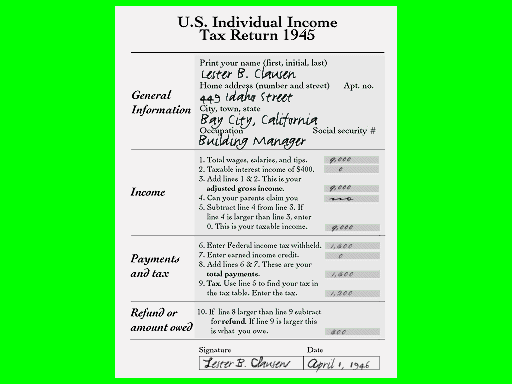 U.S. Individual Income
Tax Return 1945
Print your name (first, initial, last)
Lester B. Clausen
Home address (number and street) Apt. no.
449 Idaho Street
City, town, state
Bay City, California
Occupation Social security #
Building Manager
General
Information
1. Total wages, salaries, and tips. 9,000
2. Taxable interest income of $400. 0
3. Add lines 1 & 2. This is your
adjusted gross income. 9,000
4. Can your parents claim you
5. Subtract line 4 from line 3. If
line 4 is larger than line 3, enter
0. This is your taxable income. 9,000
Income
6. Enter Federal income tax withheld. 1,600
7. Enter earned income credit. 0
8. Add lines 6 & 7. These are your
total payments. 1,600
9. Tax. Use line 5 to find your tax in
the tax table. Enter the tax. 1,200
Payments
and tax
10. If line 8 larger than line 9 subtract
for refund. If line 9 is larger this
is what you owe. 400
Refund or
amount owed
Signature Date
Lester B. Clausen April 1, 1946